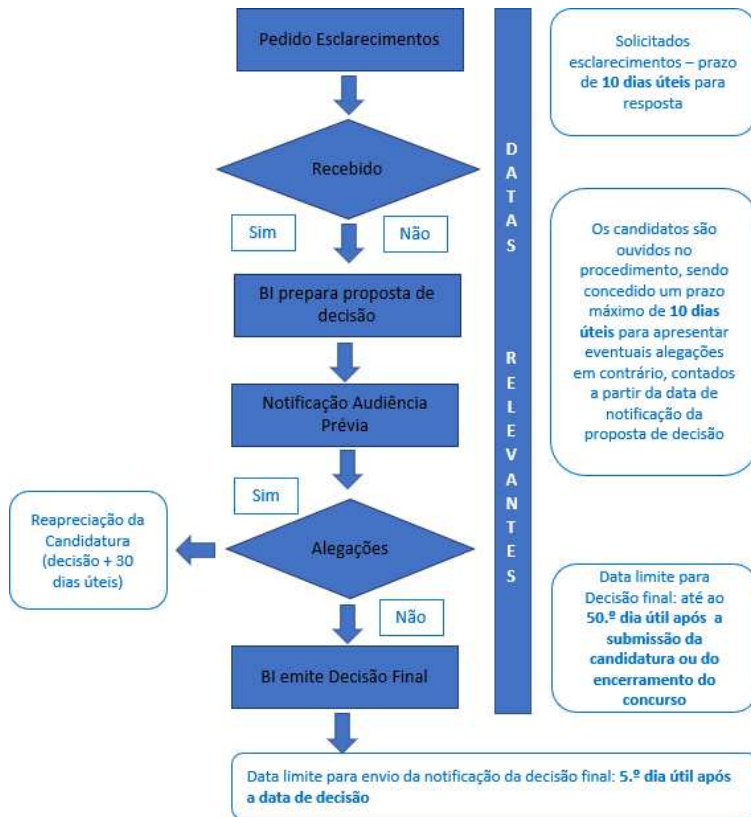 Pedido Esclarecimentos
Solicitados
esclarecimentos – prazo
de 10 dias úteis para
resposta
Recebido
Sim
Não
DATAS RELEVANTES
Os candidatos são
ouvidos no
procedimento, sendo
concedido um prazo
máximo de 10 dias
úteis para apresentar
eventuais alegações
em contrário, contados
a partir da data de
notificação da
proposta de decisão
BI prepara proposta de
decisão
Notificação Audiência
Prévia
Sim
Alegações
Reapreciação da
Candidatura
(decisão + 30
dias úteis)
Não
Data limite para
Decisão final: até ao
50.º dia útil após a
submissão da
candidatura ou do
encerramento do
concurso
BI emite Decisão Final
Data limite para envio da notificação da decisão final: 5.º dia útil após
a data de decisão